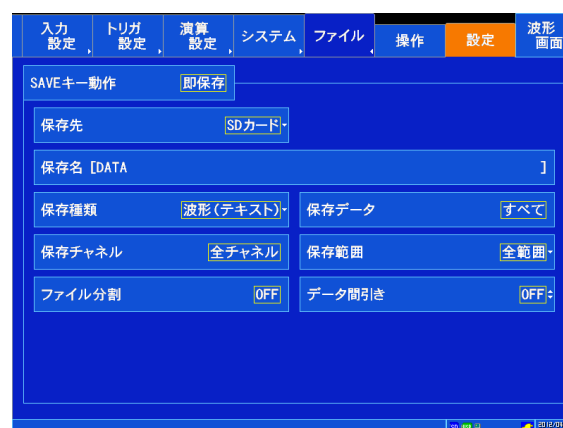 入力 設定 トリガ 設定 演算 設定 システム ファイル 操作 設定 波形 画面
SAVEキー動作 即保存
保存先 SDカード
保存名 [DATA ]
保存種類 波形(テキスト) 保存データ すべて
保存チャネル 全チャネル 保存範囲 全範囲
ファイル分割 OFF データ間引き OFF